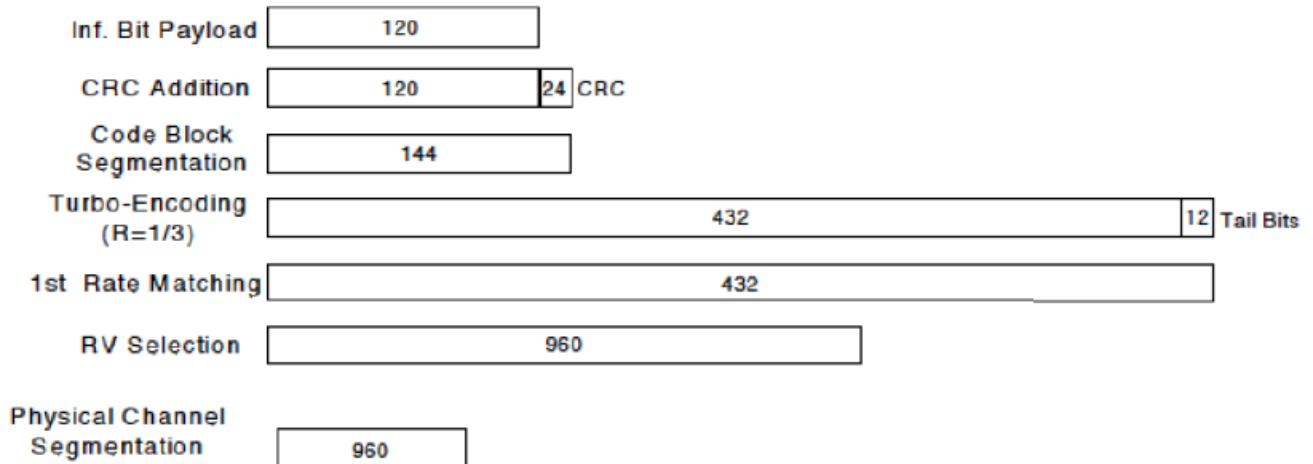 Inf. Bit Payload 120
CRC Addition 120 24 CRC
Code Block
Segmentation 144
Turbo-Encoding
(R=1/3) 432 12 Tail Bits
1st Rate Matching 432
RV Selection 960
Physical Channel
Segmentation 960